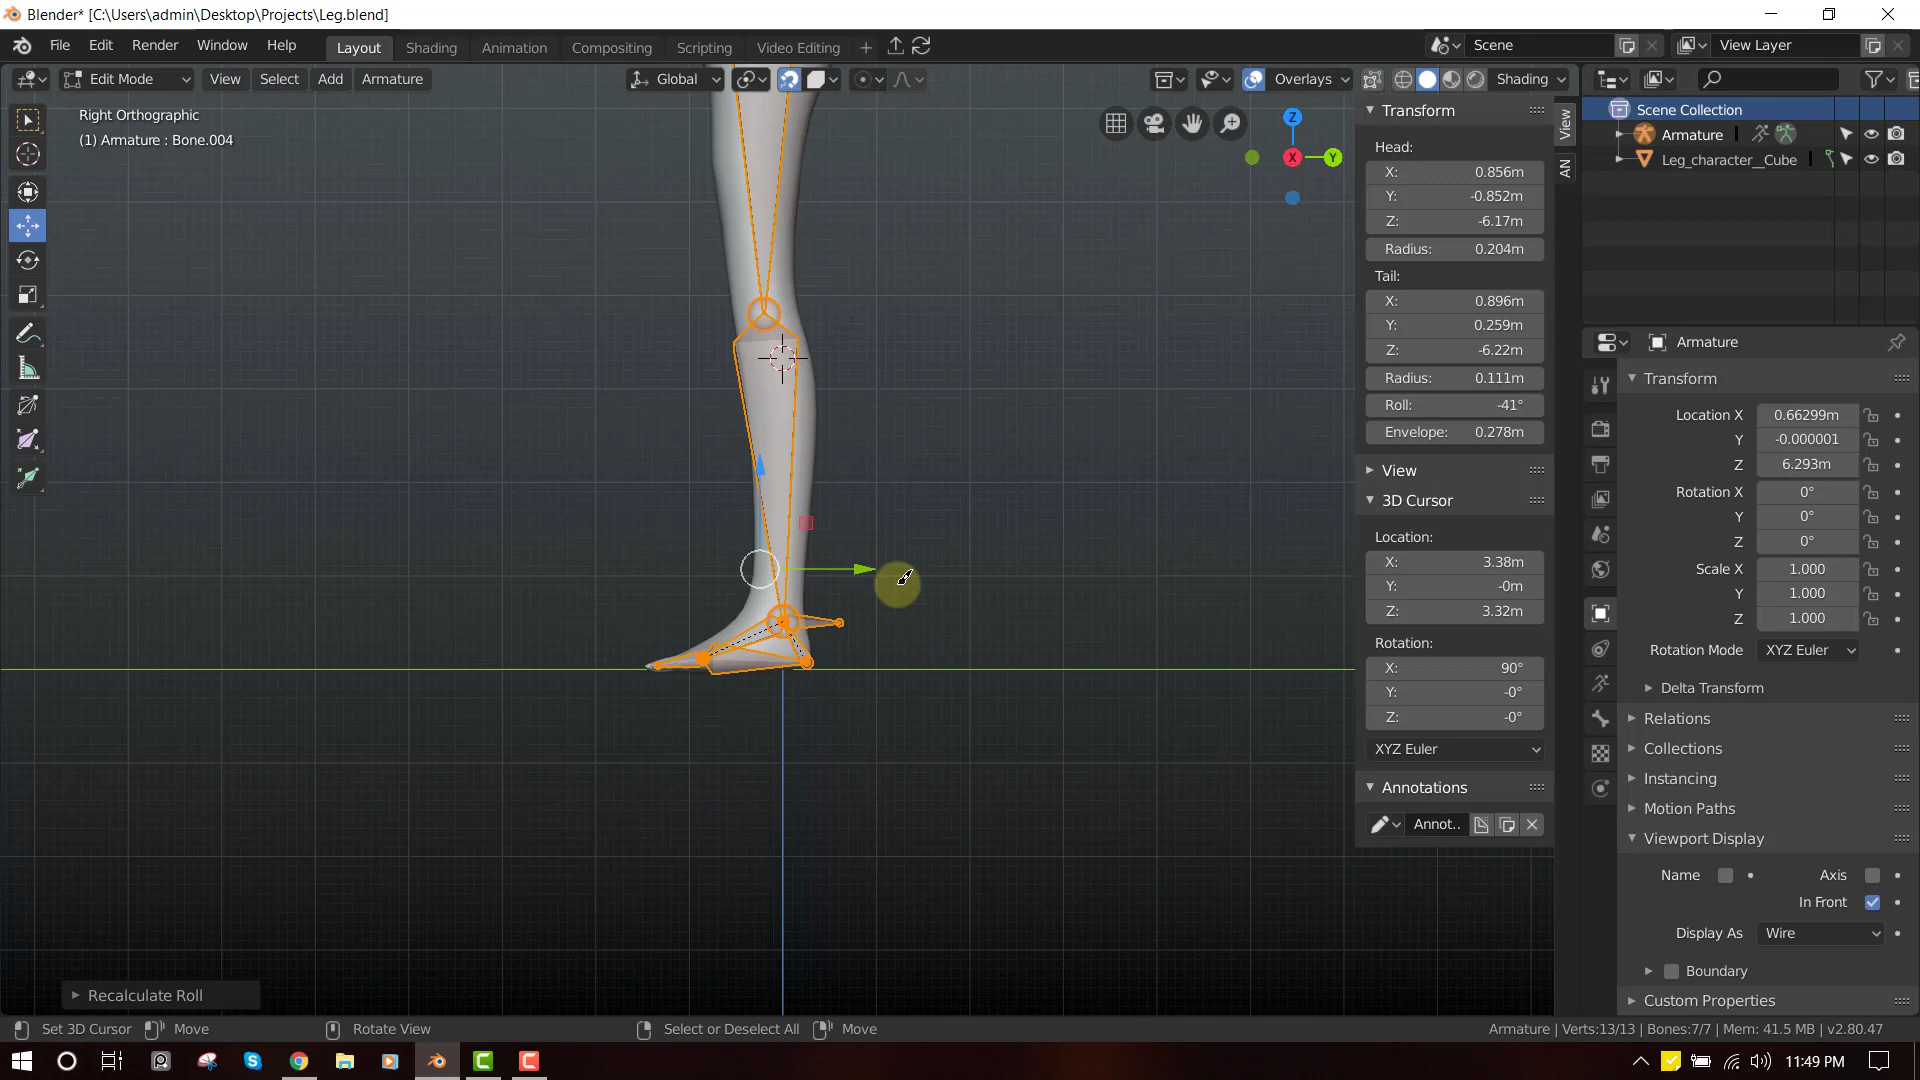 Blender* [C:\Users\admin\Desktop\Projects\Leg.blend]
File Edit Render Window Help Layout Shading Animation Compositing Scripting Video Editing + Scene View Layer
Edit Mode View Select Add Armature Global Overlays Shading
Right Orthographic
(1) Armature : Bone.004
Z
X
Y
Transform
Head:
X: 0.856m
Y: -0.852m
Z: -6.17m
Radius: 0.204m
Tail:
X: 0.896m
Y: 0.259m
Z: -6.22m
Radius: 0.111m
Roll: -41°
Envelope: 0.278m
View
3D Cursor
Location:
X: 3.38m
Y: -0m
Z: 3.32m
Rotation:
X: 90°
Y: -0°
Z: -0°
XYZ Euler
Annotations
Annot..
View
AN
Scene Collection
Armature
Leg_character__Cube
Armature
Transform
Location X 0.66299m
Y -0.000001
Z 6.293m
Rotation X 0°
Y 0°
Z 0°
Scale X 1.000
Y 1.000
Z 1.000
Rotation Mode XYZ Euler
Delta Transform
Relations
Collections
Instancing
Motion Paths
Viewport Display
Name Axis
In Front
Display As Wire
Boundary
Custom Properties
Recalculate Roll
Set 3D Cursor Move Rotate View Select or Deselect All Move Armature | Verts:13/13 | Bones:7/7 | Mem: 41.5 MB | v2.80.47
11:49 PM